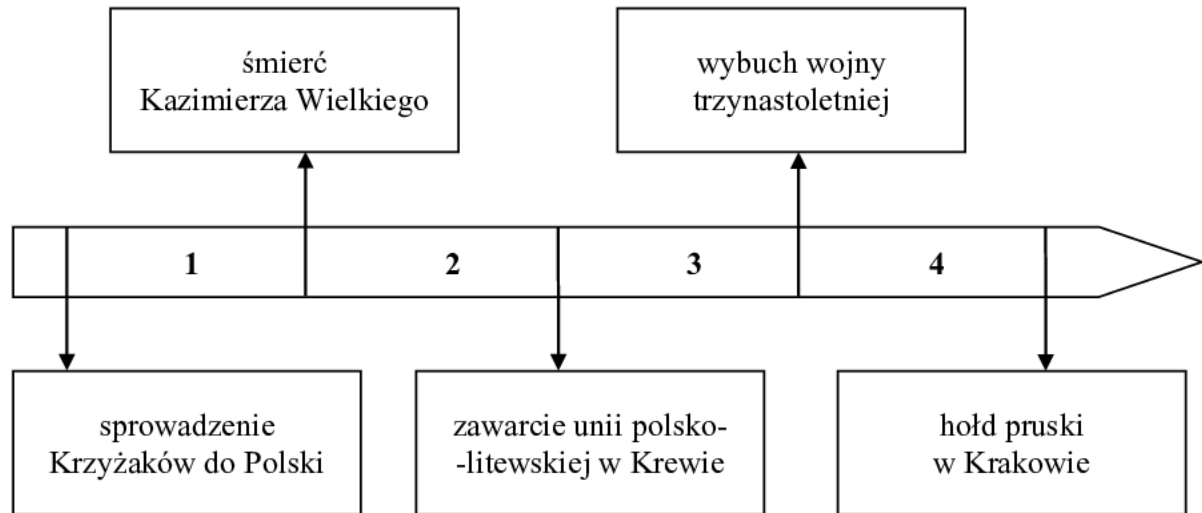 śmierć
Kazimierza Wielkiego
wybuch wojny
trzynastoletniej
1
2
3
4
sprowadzenie
Krzyżaków do Polski
zawarcie unii polsko-
-litewskiej w Krewie
hołd pruski
w Krakowie